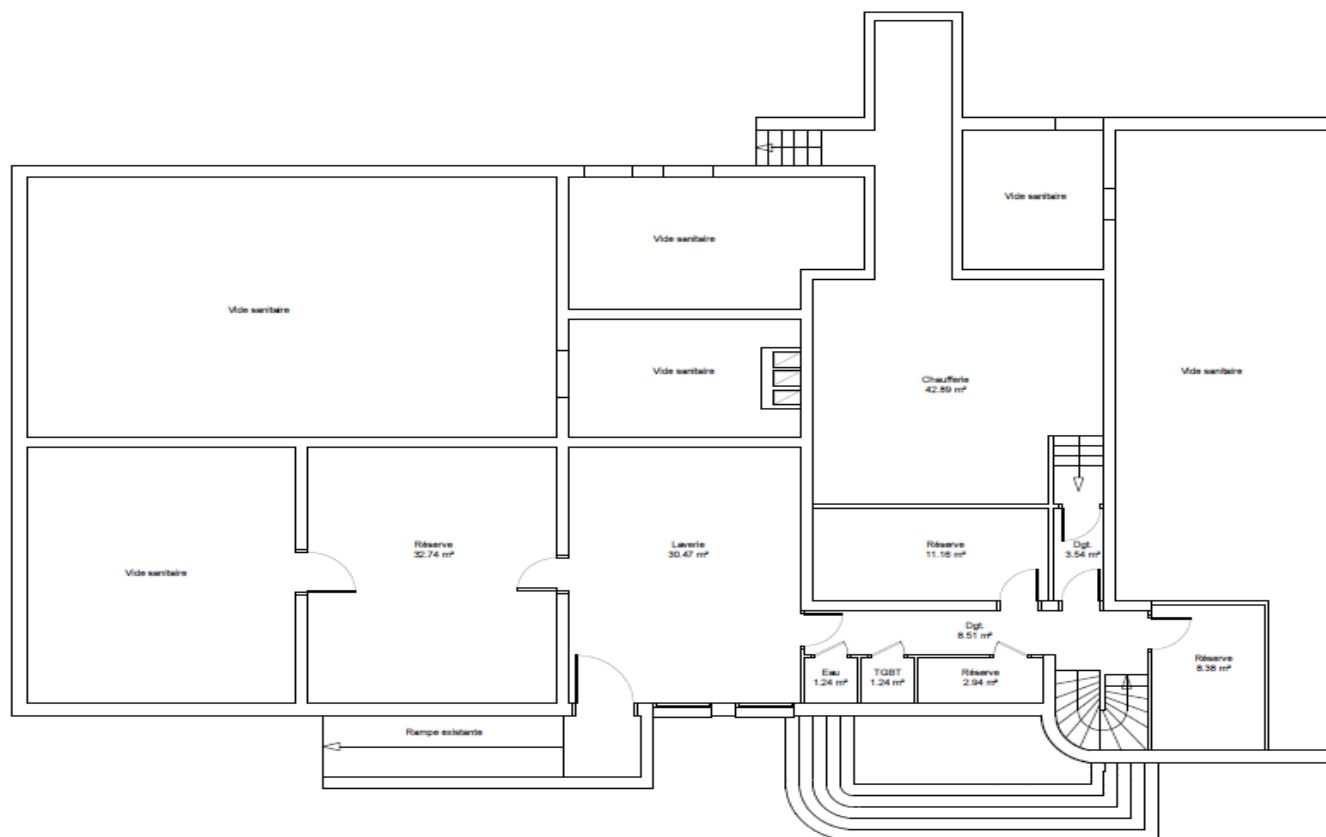 Vide sanitaire
Vide sanitaire
Vide sanitaire
Vide sanitaire
Vide sanitaire
Chaufferie
42.89 m²
Réserve
32.74 m²
Laverie
30.47 m²
Réserve
11.16 m²
Dgt.
3.54 m²
Vide sanitaire
Dgt.
8.51 m²
Eau
1.24 m²
TGBT
1.24 m²
Réserve
2.94 m²
Réserve
8.38 m²
Rampe existante